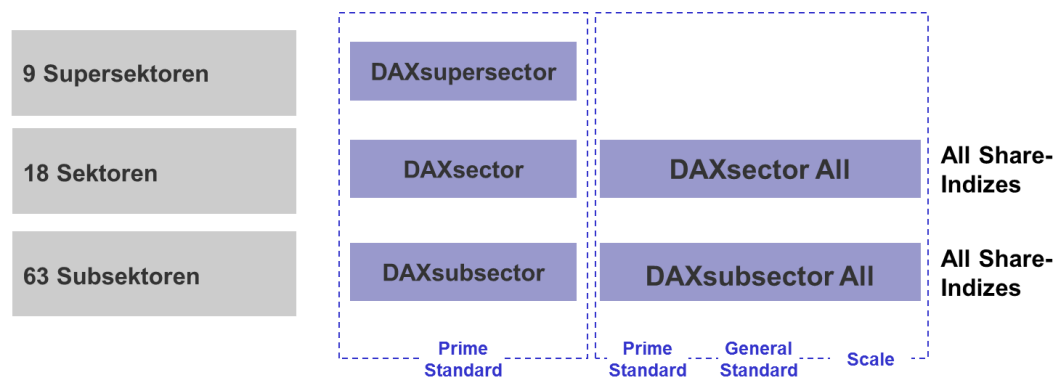 9 Supersektoren
DAXsupersector
18 Sektoren
DAXsector
DAXsector All
All Share-
Indizes
63 Subsektoren
DAXsubsector
DAXsubsector All
All Share-
Indizes
Prime
Standard
Prime
Standard
General
Standard
Scale